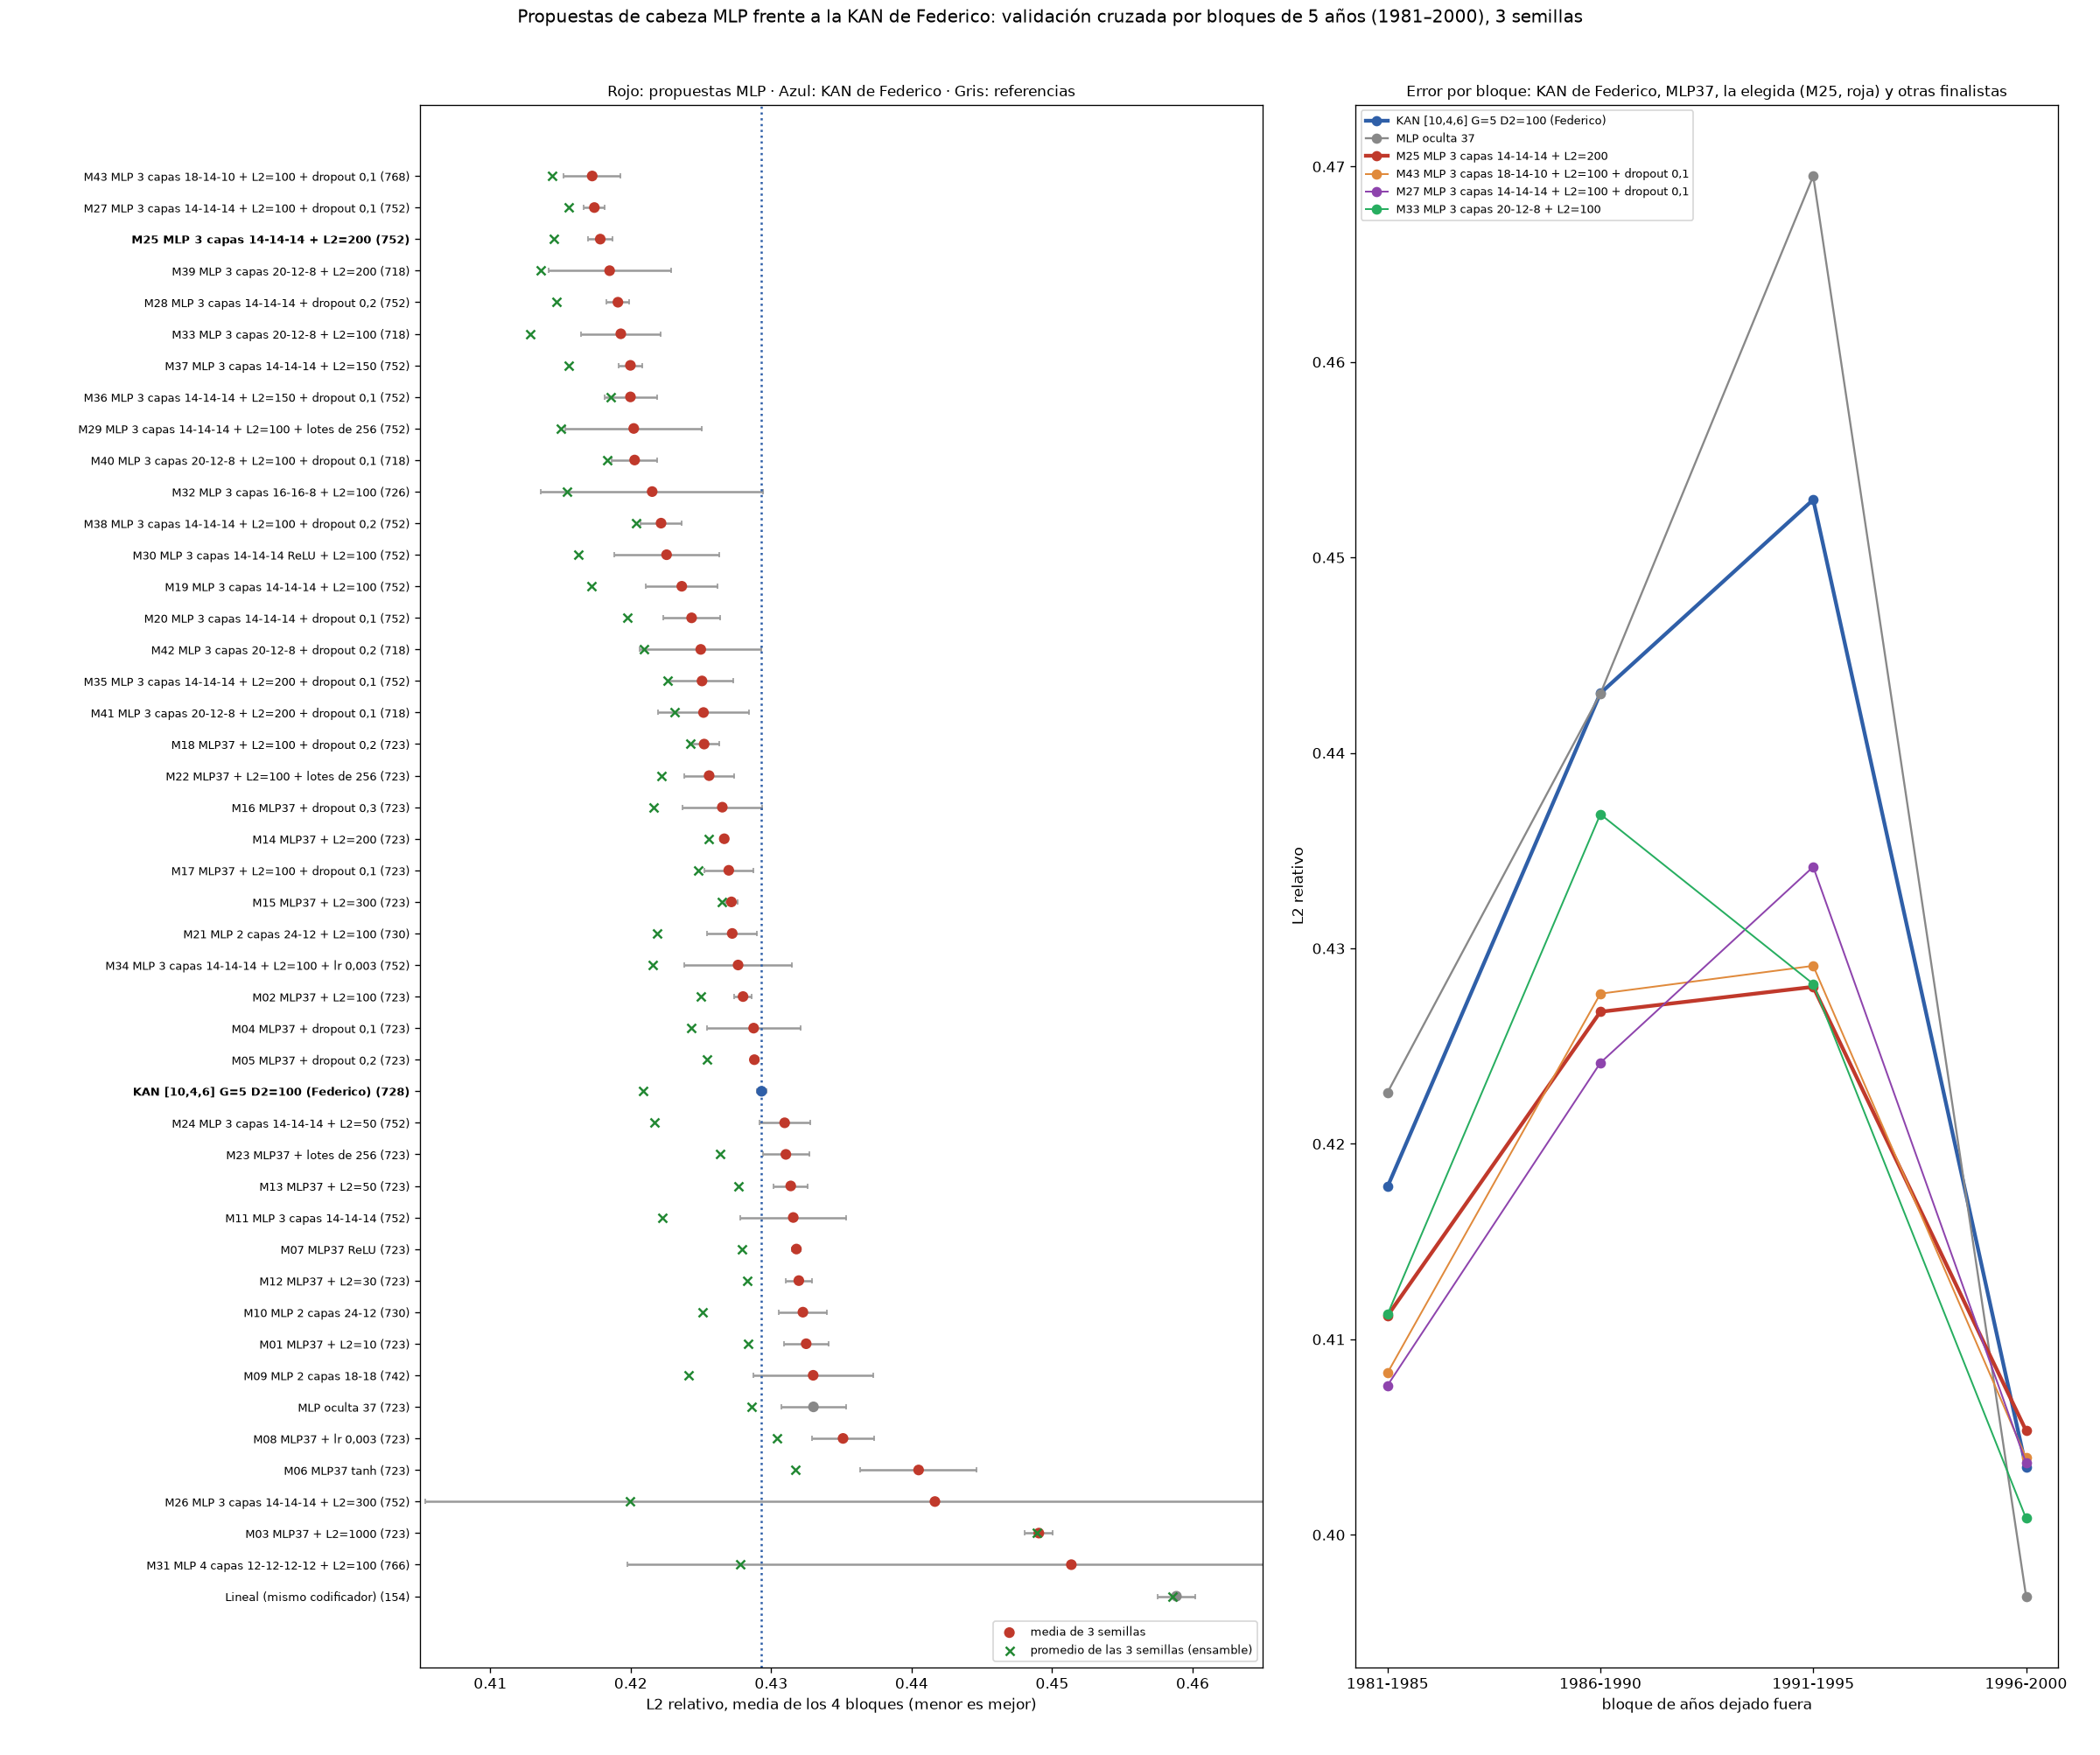 Propuestas de cabeza MLP frente a la KAN de Federico: validación cruzada por bloques de 5 años (1981–2000), 3 semillas
Rojo: propuestas MLP · Azul: KAN de Federico · Gris: referencias
M43 MLP 3 capas 18-14-10 + L2=100 + dropout 0,1 (768)
M27 MLP 3 capas 14-14-14 + L2=100 + dropout 0,1 (752)
M25 MLP 3 capas 14-14-14 + L2=200 (752)
M39 MLP 3 capas 20-12-8 + L2=200 (718)
M28 MLP 3 capas 14-14-14 + dropout 0,2 (752)
M33 MLP 3 capas 20-12-8 + L2=100 (718)
M37 MLP 3 capas 14-14-14 + L2=150 (752)
M36 MLP 3 capas 14-14-14 + L2=150 + dropout 0,1 (752)
M29 MLP 3 capas 14-14-14 + L2=100 + lotes de 256 (752)
M40 MLP 3 capas 20-12-8 + L2=100 + dropout 0,1 (718)
M32 MLP 3 capas 16-16-8 + L2=100 (726)
M38 MLP 3 capas 14-14-14 + L2=100 + dropout 0,2 (752)
M30 MLP 3 capas 14-14-14 ReLU + L2=100 (752)
M19 MLP 3 capas 14-14-14 + L2=100 (752)
M20 MLP 3 capas 14-14-14 + dropout 0,1 (752)
M42 MLP 3 capas 20-12-8 + dropout 0,2 (718)
M35 MLP 3 capas 14-14-14 + L2=200 + dropout 0,1 (752)
M41 MLP 3 capas 20-12-8 + L2=200 + dropout 0,1 (718)
M18 MLP37 + L2=100 + dropout 0,2 (723)
M22 MLP37 + L2=100 + lotes de 256 (723)
M16 MLP37 + dropout 0,3 (723)
M14 MLP37 + L2=200 (723)
M17 MLP37 + L2=100 + dropout 0,1 (723)
M15 MLP37 + L2=300 (723)
M21 MLP 2 capas 24-12 + L2=100 (730)
M34 MLP 3 capas 14-14-14 + L2=100 + lr 0,003 (752)
M02 MLP37 + L2=100 (723)
M04 MLP37 + dropout 0,1 (723)
M05 MLP37 + dropout 0,2 (723)
KAN [10,4,6] G=5 D2=100 (Federico) (728)
M24 MLP 3 capas 14-14-14 + L2=50 (752)
M23 MLP37 + lotes de 256 (723)
M13 MLP37 + L2=50 (723)
M11 MLP 3 capas 14-14-14 (752)
M07 MLP37 ReLU (723)
M12 MLP37 + L2=30 (723)
M10 MLP 2 capas 24-12 (730)
M01 MLP37 + L2=10 (723)
M09 MLP 2 capas 18-18 (742)
MLP oculta 37 (723)
M08 MLP37 + lr 0,003 (723)
M06 MLP37 tanh (723)
M26 MLP 3 capas 14-14-14 + L2=300 (752)
M03 MLP37 + L2=1000 (723)
M31 MLP 4 capas 12-12-12-12 + L2=100 (766)
Lineal (mismo codificador) (154)
media de 3 semillas
promedio de las 3 semillas (ensamble)
0.41
0.42
0.43
0.44
0.45
0.46
L2 relativo, media de los 4 bloques (menor es mejor)
Error por bloque: KAN de Federico, MLP37, la elegida (M25, roja) y otras finalistas
KAN [10,4,6] G=5 D2=100 (Federico)
MLP oculta 37
M25 MLP 3 capas 14-14-14 + L2=200
M43 MLP 3 capas 18-14-10 + L2=100 + dropout 0,1
M27 MLP 3 capas 14-14-14 + L2=100 + dropout 0,1
M33 MLP 3 capas 20-12-8 + L2=100
L2 relativo
0.47
0.46
0.45
0.44
0.43
0.42
0.41
0.40
1981-1985
1986-1990
1991-1995
1996-2000
bloque de años dejado fuera